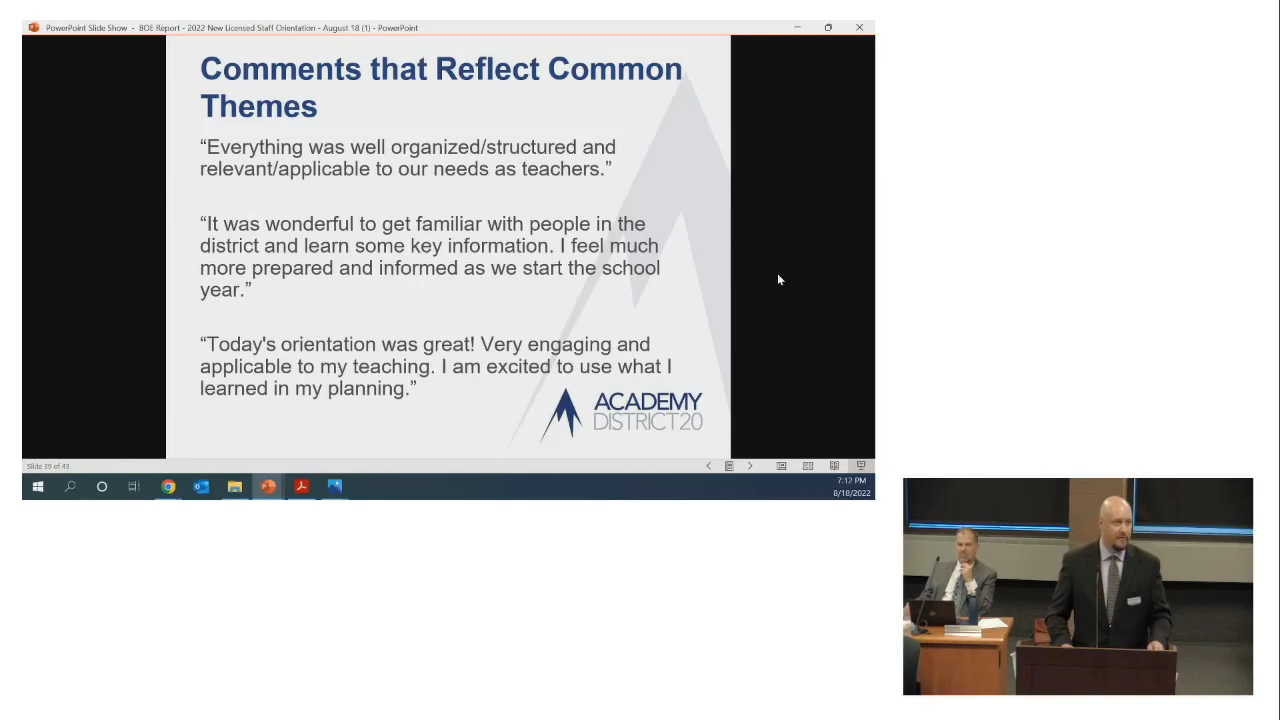 PowerPoint Slide Show - BOE Report - 2022 New Licensed Staff Orientation - August 18 (1) - PowerPoint
Comments that Reflect Common
Themes
“Everything was well organized/structured and
relevant/applicable to our needs as teachers.”
“It was wonderful to get familiar with people in the
district and learn some key information. I feel much
more prepared and informed as we start the school
year.”
“Today's orientation was great! Very engaging and
applicable to my teaching. I am excited to use what I
learned in my planning.”
ACADEMY
DISTRICT20
Slide 39 of 43
7:12 PM
8/18/2022